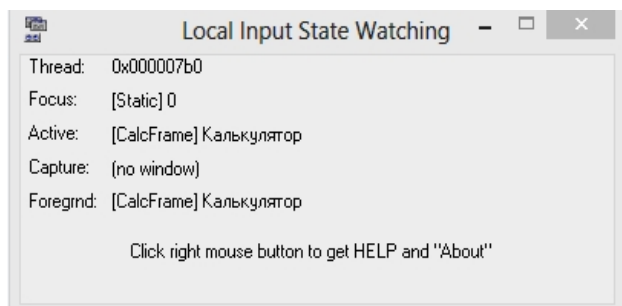 Local Input State Watching
Thread: 0x000007b0
Focus: [Static] 0
Active: [CalcFrame] Калькулятор
Capture: (no window)
Foregrnd: [CalcFrame] Калькулятор
Click right mouse button to get HELP and "About"